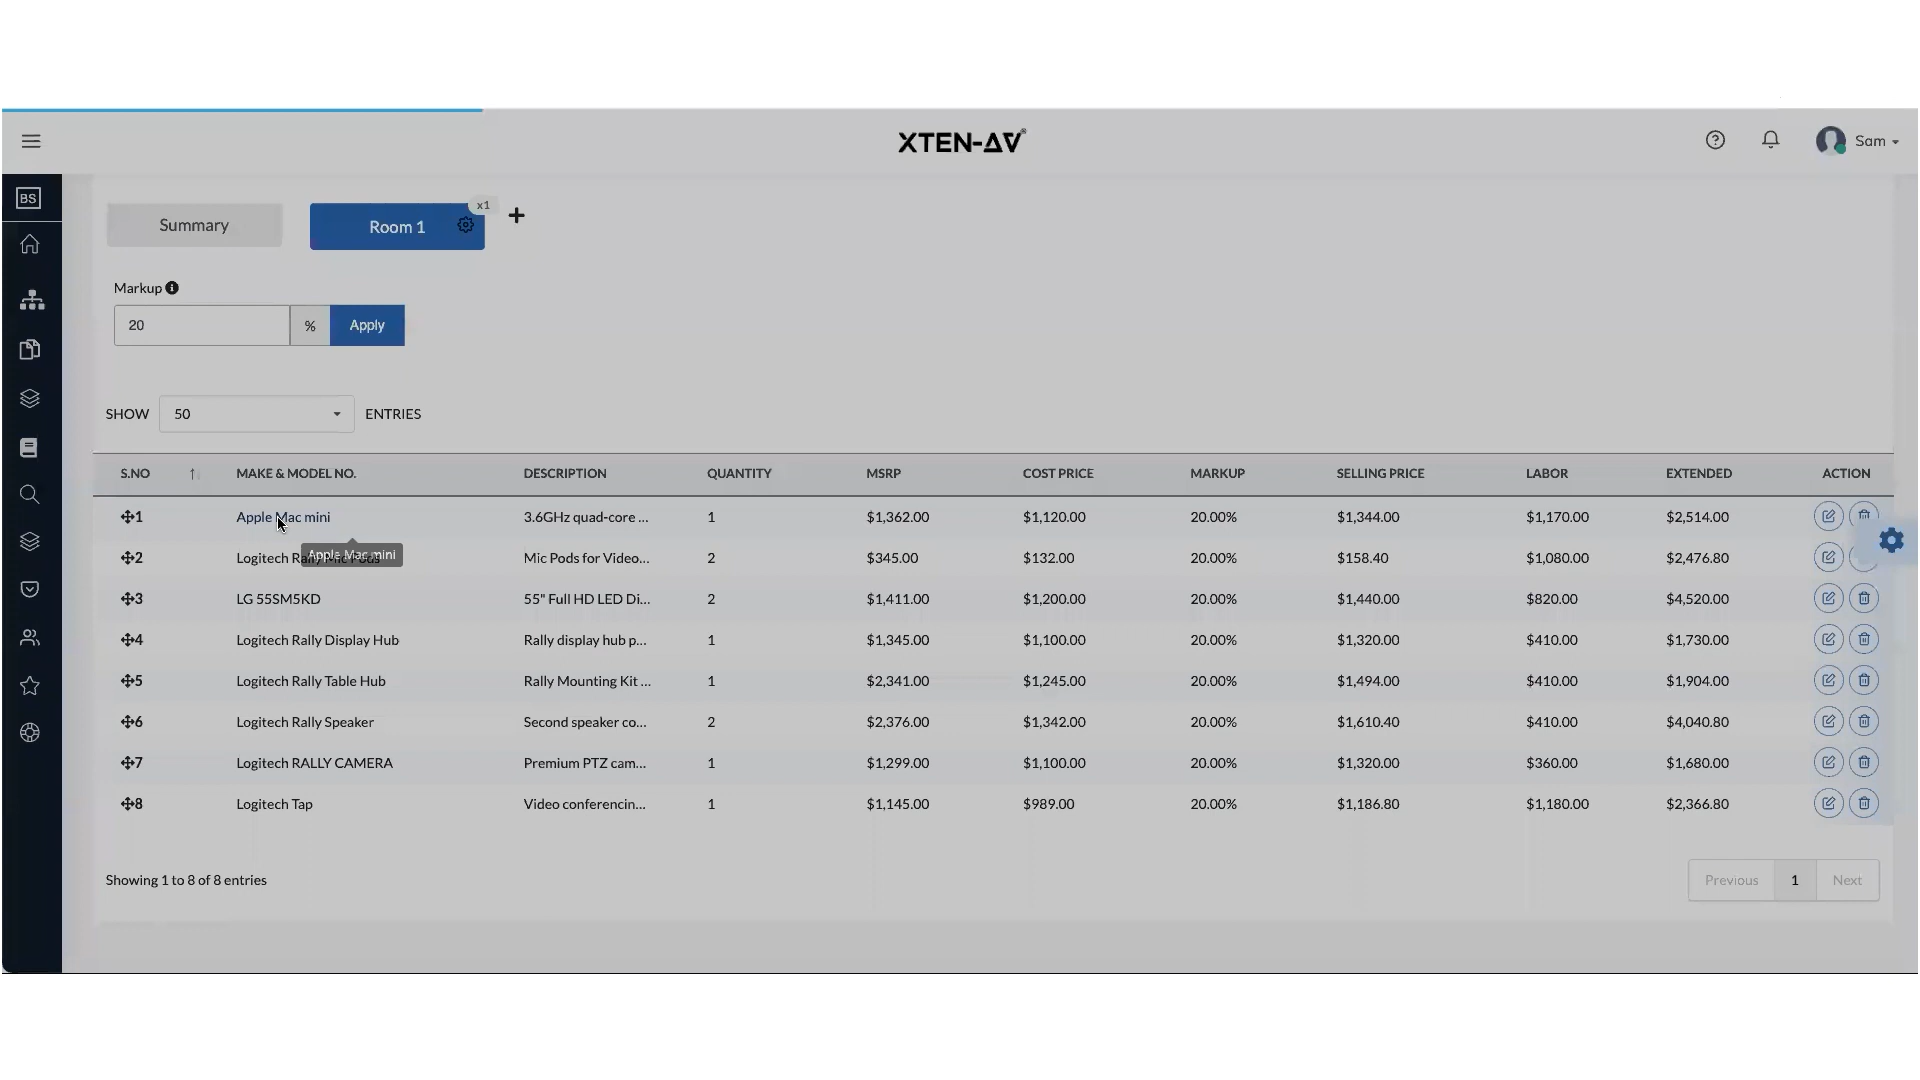 XTEN-AV®
Sam
BS
Summary
Room 1
x1
Markup
20
%
Apply
SHOW
50
ENTRIES
S.NO MAKE & MODEL NO. DESCRIPTION QUANTITY MSRP COST PRICE MARKUP SELLING PRICE LABOR EXTENDED ACTION
1 Apple Mac mini 3.6GHz quad-core ... 1 $1,362.00 $1,120.00 20.00% $1,344.00 $1,170.00 $2,514.00
Apple Mac mini
2 Logitech Rally Mic Pods Mic Pods for Video... 2 $345.00 $132.00 20.00% $158.40 $1,080.00 $2,476.80
3 LG 55SM5KD 55" Full HD LED Di... 2 $1,411.00 $1,200.00 20.00% $1,440.00 $820.00 $4,520.00
4 Logitech Rally Display Hub Rally display hub p... 1 $1,345.00 $1,100.00 20.00% $1,320.00 $410.00 $1,730.00
5 Logitech Rally Table Hub Rally Mounting Kit ... 1 $2,341.00 $1,245.00 20.00% $1,494.00 $410.00 $1,904.00
6 Logitech Rally Speaker Second speaker co... 2 $2,376.00 $1,342.00 20.00% $1,610.40 $410.00 $4,040.80
7 Logitech RALLY CAMERA Premium PTZ cam... 1 $1,299.00 $1,100.00 20.00% $1,320.00 $360.00 $1,680.00
8 Logitech Tap Video conferencin... 1 $1,145.00 $989.00 20.00% $1,186.80 $1,180.00 $2,366.80
Showing 1 to 8 of 8 entries
Previous 1 Next